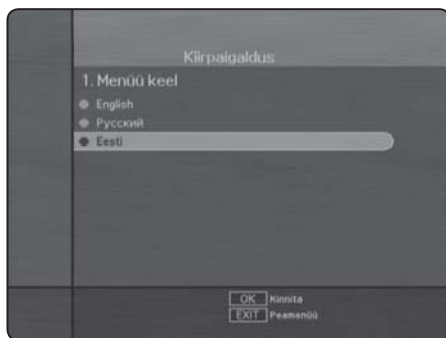 Kiirpaigaldus
1. Menüü keel
English
Русский
Eesti
OK Kinnita
EXIT Peamenüü